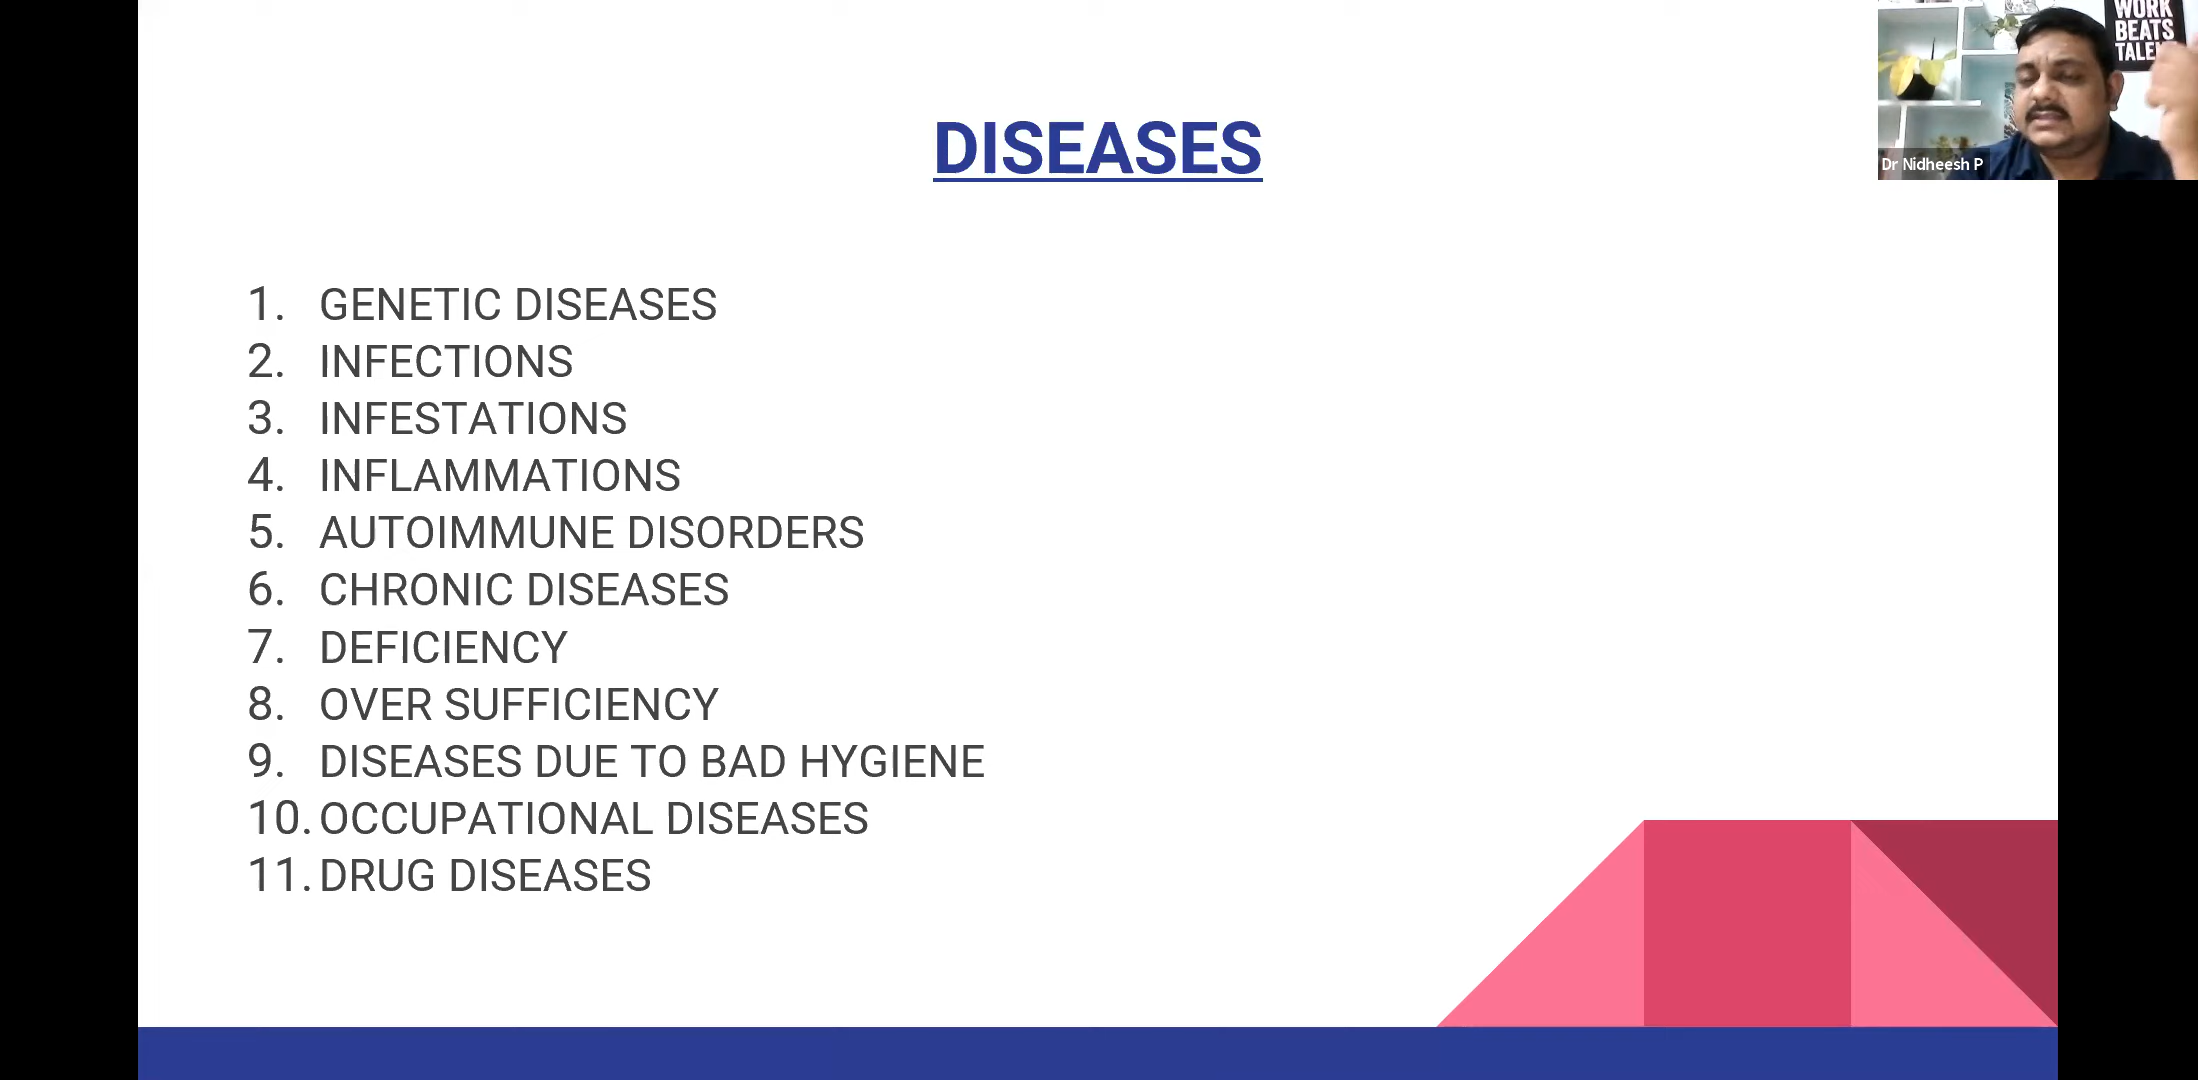 DISEASES
1. GENETIC DISEASES
2. INFECTIONS
3. INFESTATIONS
4. INFLAMMATIONS
5. AUTOIMMUNE DISORDERS
6. CHRONIC DISEASES
7. DEFICIENCY
8. OVER SUFFICIENCY
9. DISEASES DUE TO BAD HYGIENE
10. OCCUPATIONAL DISEASES
11. DRUG DISEASES
WORK
BEATS
Dr Nidheesh P